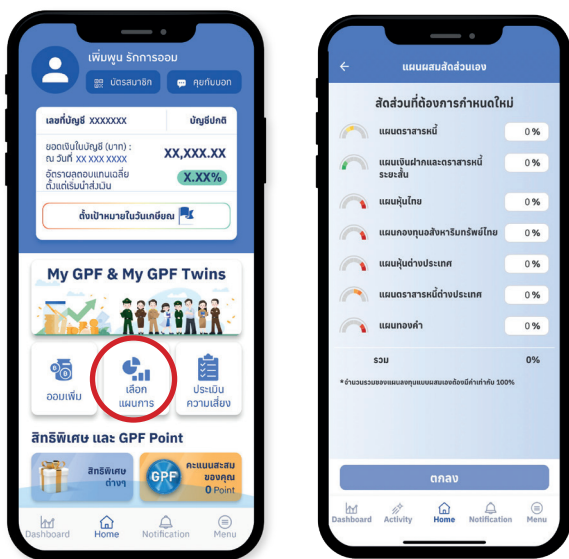 เพิ่มพูน รักการออม
บัตรสมาชิก
คุยกับบอท
เลขที่บัญชี XXXXXXX
บัญชีปกติ
ยอดเงินในบัญชี (บาท) :
ณ วันที่ XX XXX XXXX
XX,XXX.XX
อัตราผลตอบแทนเฉลี่ย
ตั้งแต่เริ่มนำส่งเงิน
X.XX%
ตั้งเป้าหมายในวันเกษียณ
My GPF & My GPF Twins
ออมเพิ่ม
เลือก
แผนการ
ประเมิน
ความเสี่ยง
สิทธิพิเศษ และ GPF Point
สิทธิพิเศษ
ต่างๆ
GPF
คะแนนสะสม
ของคุณ
0 Point
Dashboard
Home
Notification
Menu
แผนผสมสัดส่วนเอง
สัดส่วนที่ต้องการกำหนดใหม่
แผนตราสารหนี้
0 %
แผนเงินฝากและตราสารหนี้
ระยะสั้น
0 %
แผนหุ้นไทย
0 %
แผนกองทุนอสังหาริมทรัพย์ไทย
0 %
แผนหุ้นต่างประเทศ
0 %
แผนตราสารหนี้ต่างประเทศ
0 %
แผนทองคำ
0 %
รวม
0%
*จำนวนรวมของแผนลงทุนแบบผสมเองต้องมีค่าเท่ากับ 100%
ตกลง
Dashboard
Activity
Home
Notification
Menu